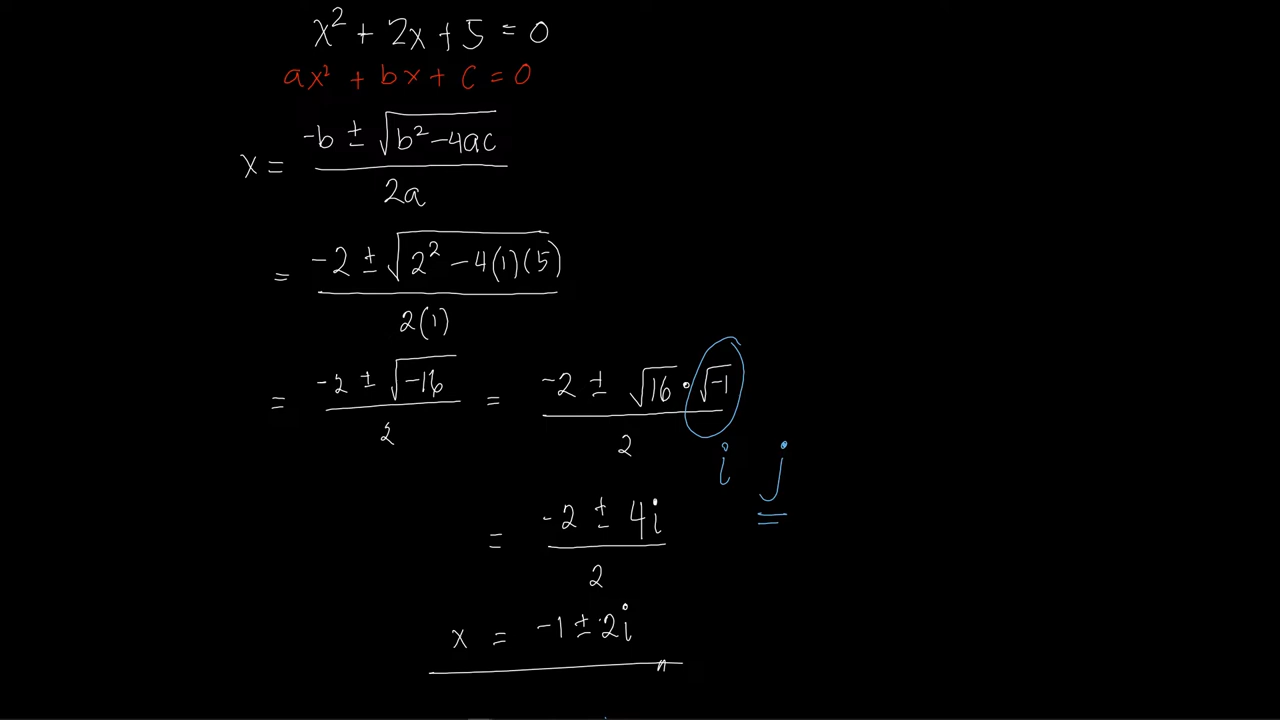 x² + 2x + 5 = 0
ax² + bx + c = 0
x = (-b ± √(b² - 4ac)) / 2a
= (-2 ± √(2² - 4(1)(5))) / 2(1)
= (-2 ± √-16) / 2 = (-2 ± √16 · √-1) / 2
i j
= (-2 ± 4i) / 2
x = -1 ± 2i